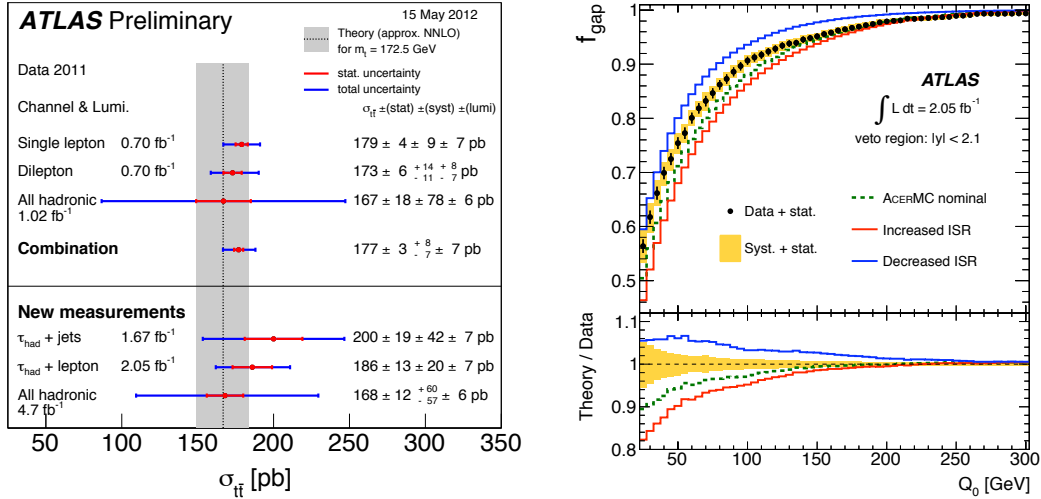 ATLAS Preliminary
15 May 2012
Theory (approx. NNLO)
for mₜ = 172.5 GeV
stat. uncertainty
total uncertainty
Data 2011
Channel & Lumi.
σ_tt̄ ±(stat) ±(syst) ±(lumi)
Single lepton 0.70 fb⁻¹ 179 ± 4 ± 9 ± 7 pb
Dilepton 0.70 fb⁻¹ 173 ± 6 +14 -11 +8 -7 pb
All hadronic 167 ± 18 ± 78 ± 6 pb
1.02 fb⁻¹
Combination 177 ± 3 +8 -7 ± 7 pb
New measurements
τ_had + jets 1.67 fb⁻¹ 200 ± 19 ± 42 ± 7 pb
τ_had + lepton 2.05 fb⁻¹ 186 ± 13 ± 20 ± 7 pb
All hadronic 168 ± 12 +60 -57 ± 6 pb
4.7 fb⁻¹
50 100 150 200 250 300 350
σ_tt̄ [pb]
f_gap
1
0.9
0.8
0.7
0.6
0.5
ATLAS
∫ L dt = 2.05 fb⁻¹
veto region: |y| < 2.1
Data + stat.
Syst. + stat.
ACERMC nominal
Increased ISR
Decreased ISR
Theory / Data
1.1
1
0.9
0.8
50 100 150 200 250 300
Q₀ [GeV]